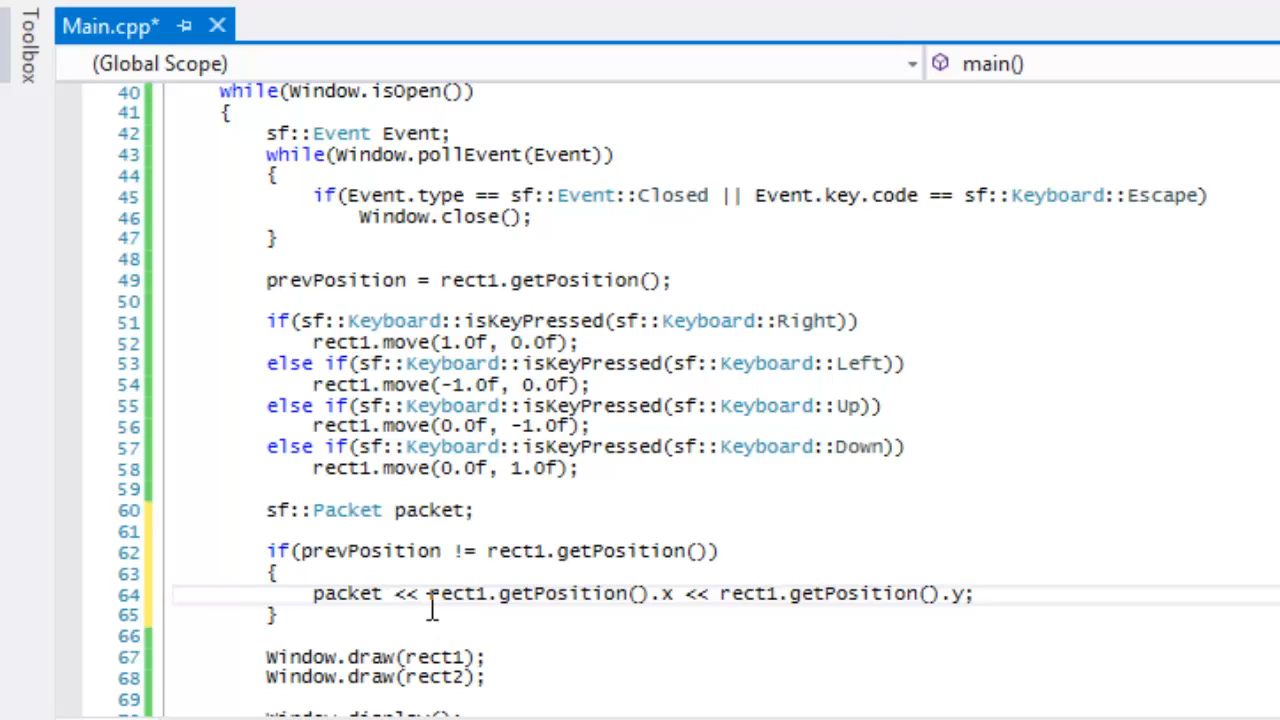 Toolbox
Main.cpp*
(Global Scope)
main()
40 while(Window.isOpen())
41 {
42 sf::Event Event;
43 while(Window.pollEvent(Event))
44 {
45 if(Event.type == sf::Event::Closed || Event.key.code == sf::Keyboard::Escape)
46 Window.close();
47 }
48
49 prevPosition = rect1.getPosition();
50
51 if(sf::Keyboard::isKeyPressed(sf::Keyboard::Right))
52 rect1.move(1.0f, 0.0f);
53 else if(sf::Keyboard::isKeyPressed(sf::Keyboard::Left))
54 rect1.move(-1.0f, 0.0f);
55 else if(sf::Keyboard::isKeyPressed(sf::Keyboard::Up))
56 rect1.move(0.0f, -1.0f);
57 else if(sf::Keyboard::isKeyPressed(sf::Keyboard::Down))
58 rect1.move(0.0f, 1.0f);
59
60 sf::Packet packet;
61
62 if(prevPosition != rect1.getPosition())
63 {
64 packet << rect1.getPosition().x << rect1.getPosition().y;
65 }
66
67 Window.draw(rect1);
68 Window.draw(rect2);
69
Window.display();